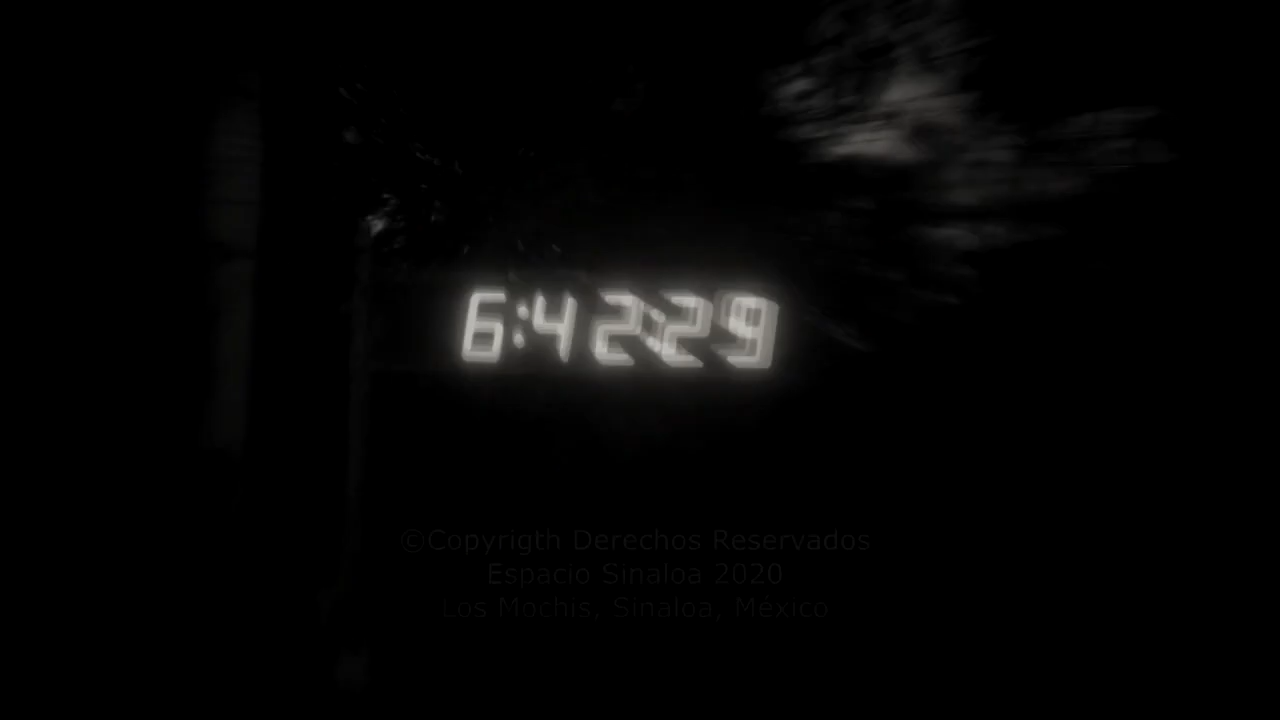 6:42:29
©Copyrigth Derechos Reservados
Espacio Sinaloa 2020
Los Mochis, Sinaloa, México